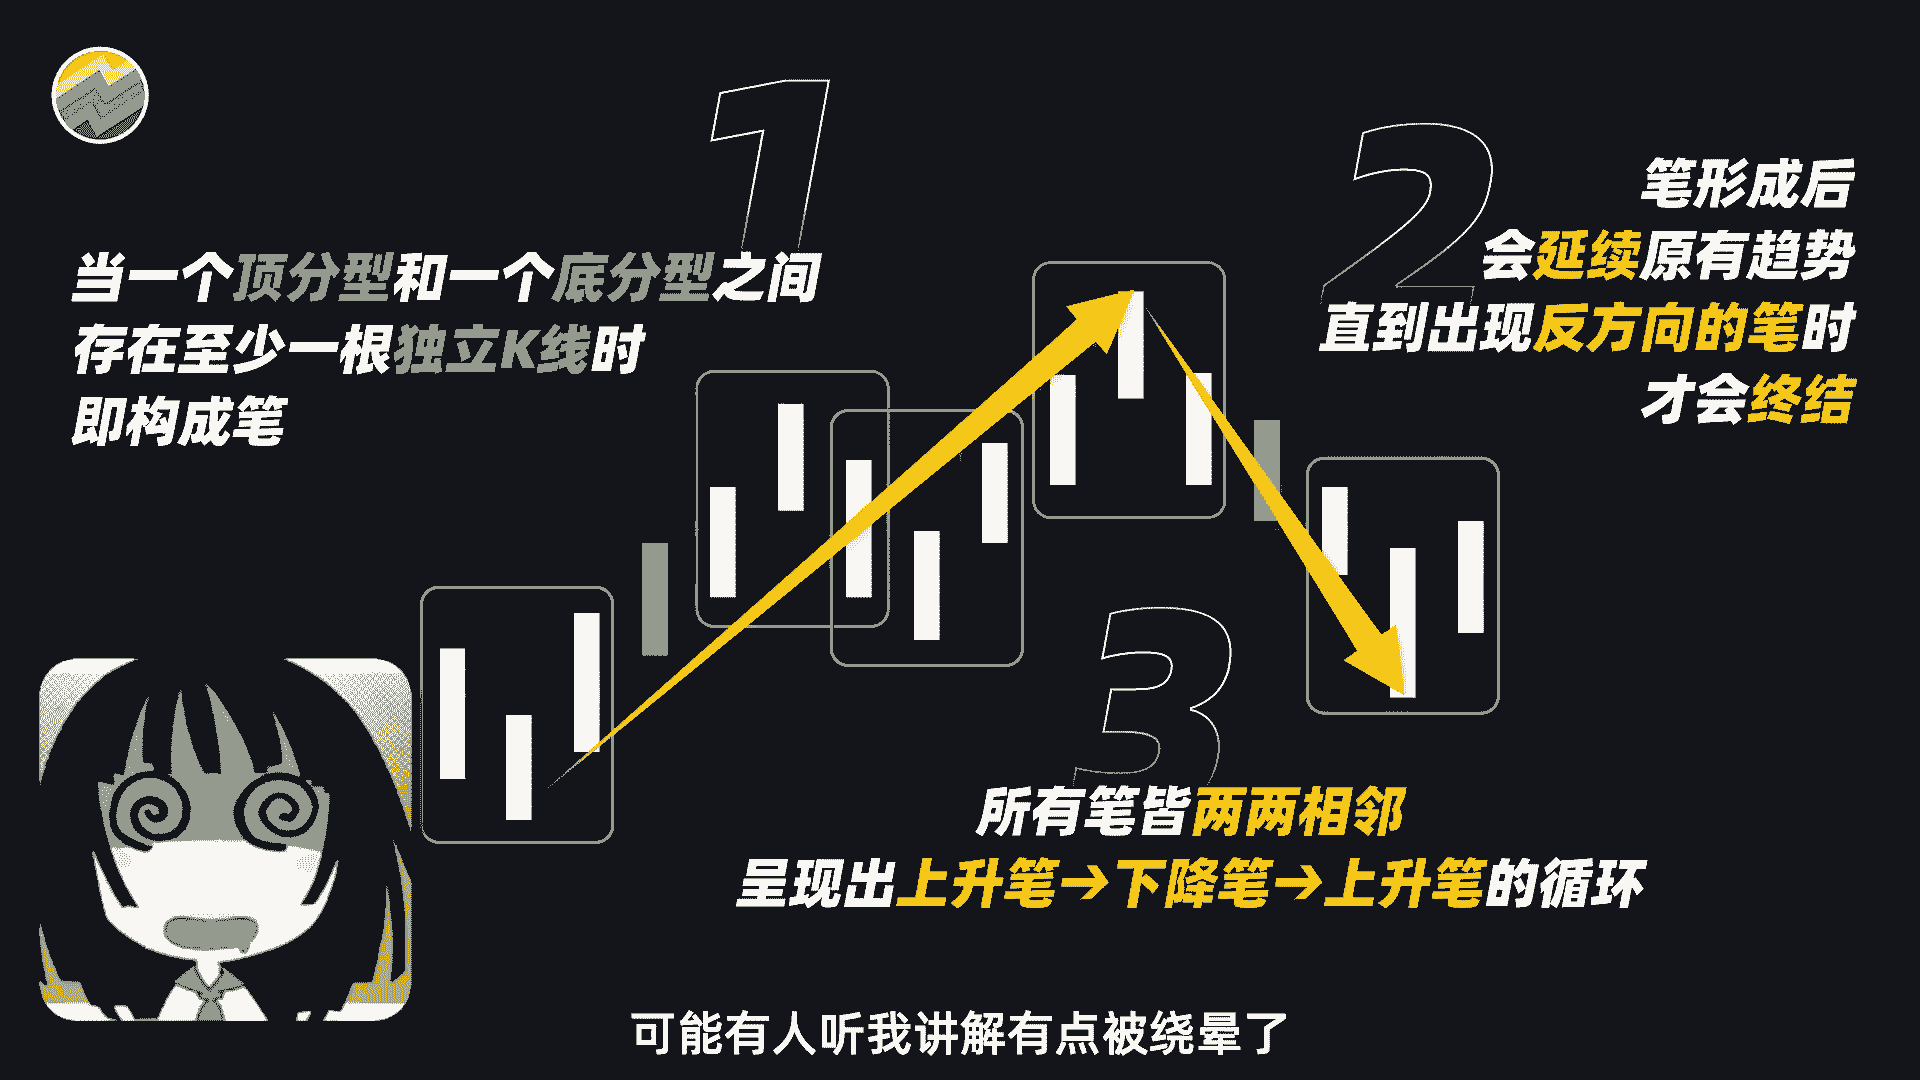 1
当一个顶分型和一个底分型之间
存在至少一根独立K线时
即构成笔
2
笔形成后
会延续原有趋势
直到出现反方向的笔时
才会终结
3
所有笔皆两两相邻
呈现出上升笔→下降笔→上升笔的循环
可能有人听我讲解有点被绕晕了